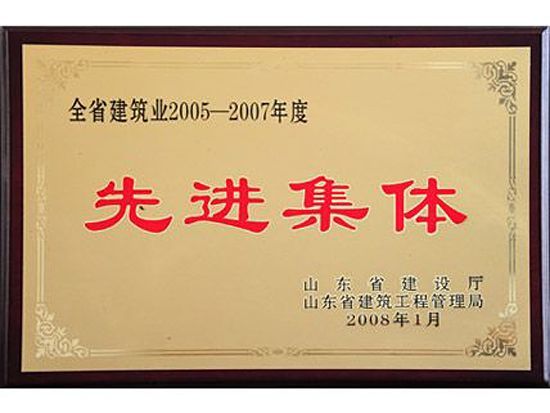 全省建筑业2005—2007年度
先进集体
山东省建设厅
山东省建筑工程管理局
2008年1月